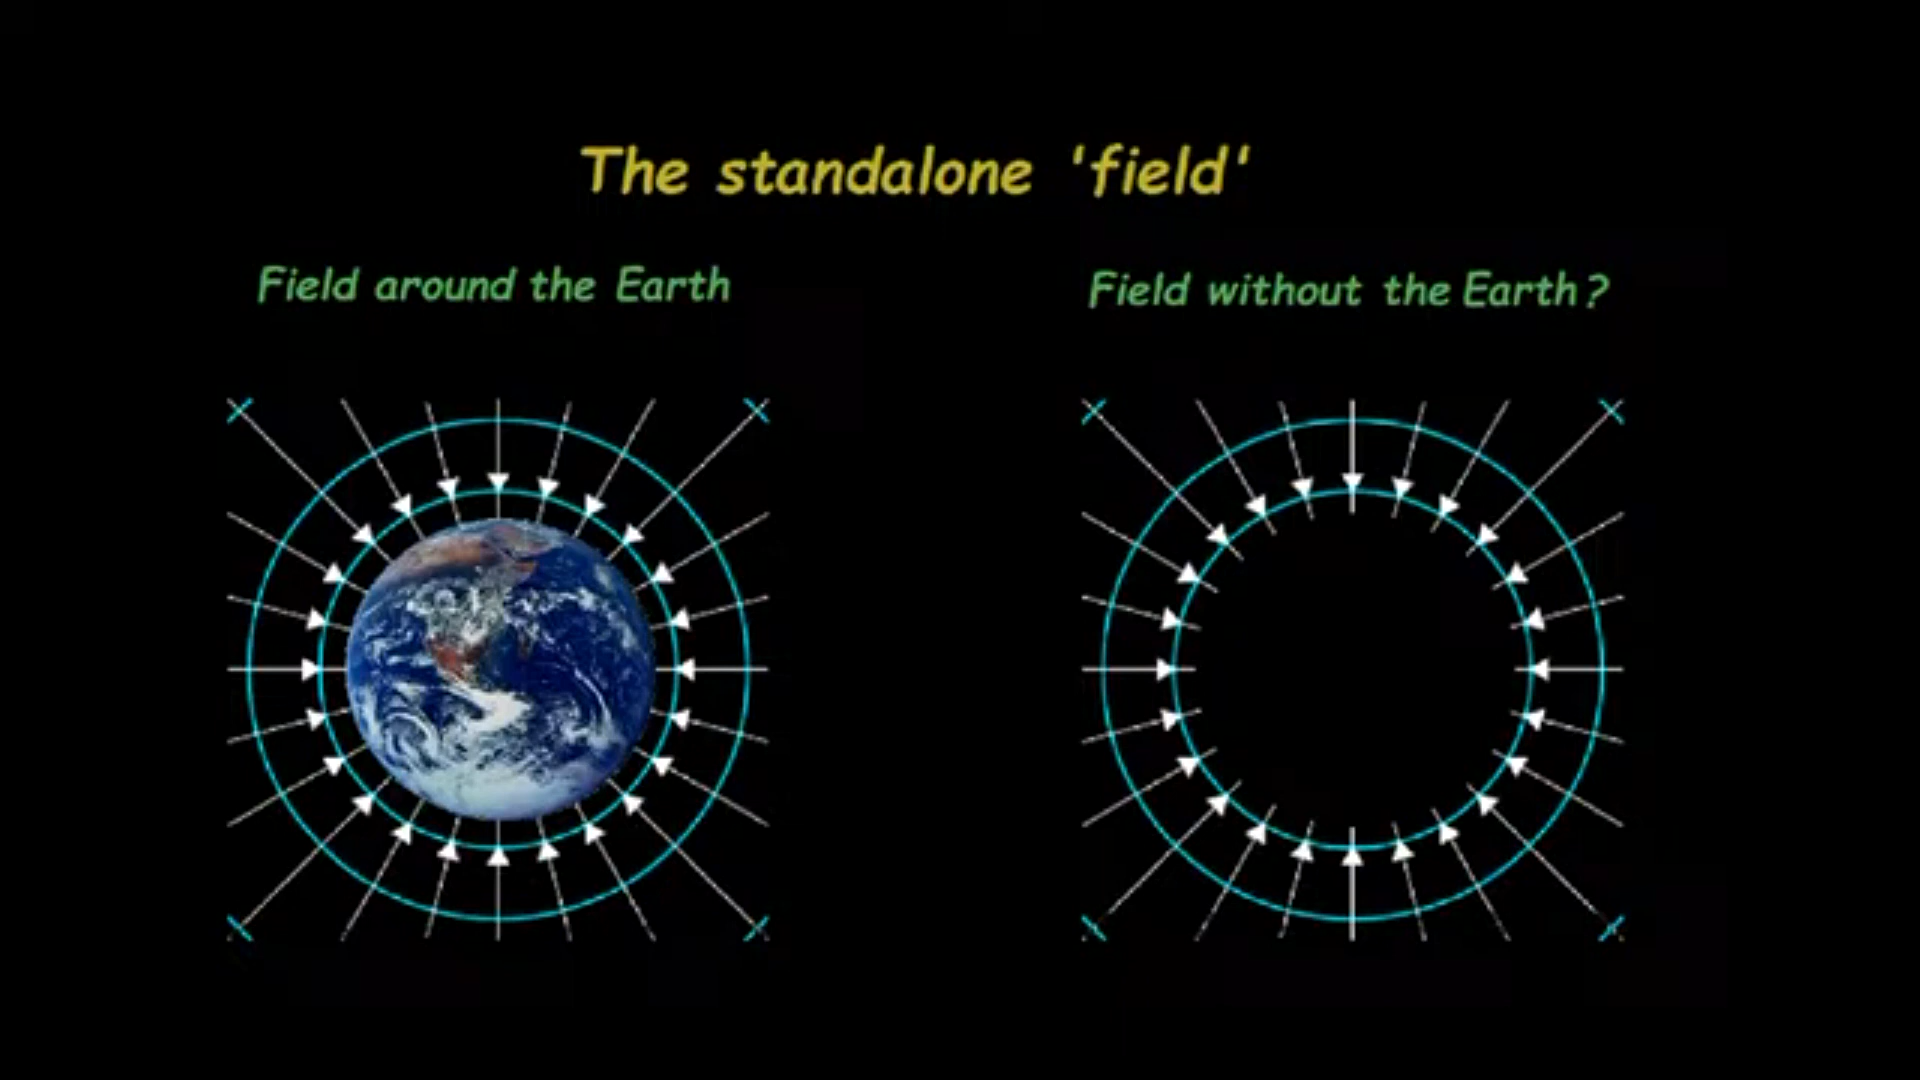 The standalone 'field'
Field around the Earth
Field without the Earth?